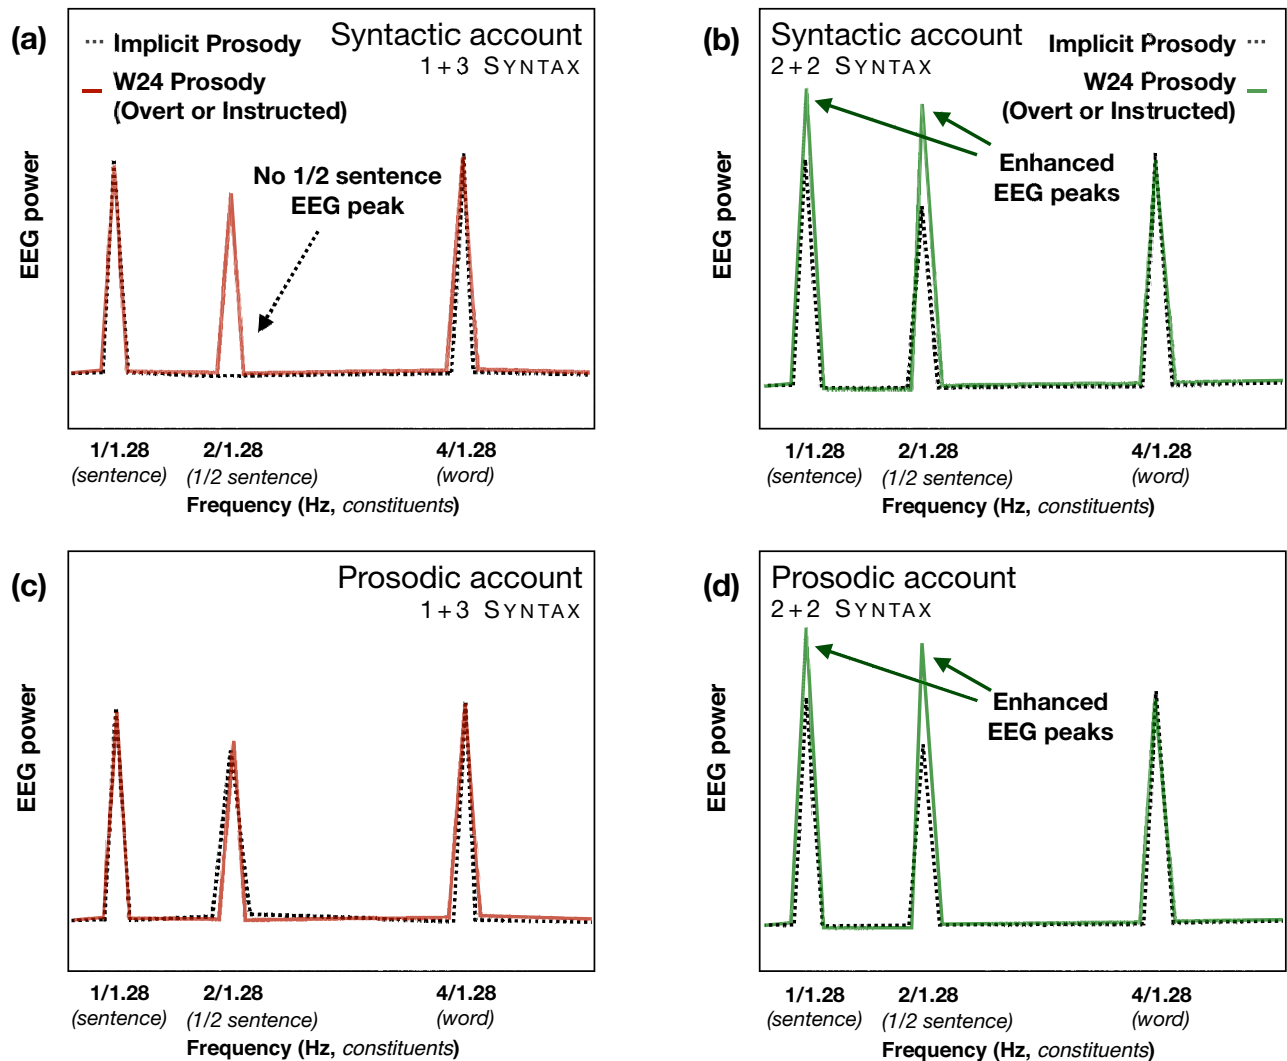 (a)
Implicit Prosody
W24 Prosody
(Overt or Instructed)
Syntactic account
1+3 SYNTAX
No 1/2 sentence
EEG peak
EEG power
1/1.28
(sentence)
2/1.28
(1/2 sentence)
4/1.28
(word)
Frequency (Hz, constituents)
(b)
Syntactic account
2+2 SYNTAX
Implicit Prosody
W24 Prosody
(Overt or Instructed)
Enhanced
EEG peaks
EEG power
1/1.28
(sentence)
2/1.28
(1/2 sentence)
4/1.28
(word)
Frequency (Hz, constituents)
(c)
Prosodic account
1+3 SYNTAX
EEG power
1/1.28
(sentence)
2/1.28
(1/2 sentence)
4/1.28
(word)
Frequency (Hz, constituents)
(d)
Prosodic account
2+2 SYNTAX
Enhanced
EEG peaks
EEG power
1/1.28
(sentence)
2/1.28
(1/2 sentence)
4/1.28
(word)
Frequency (Hz, constituents)